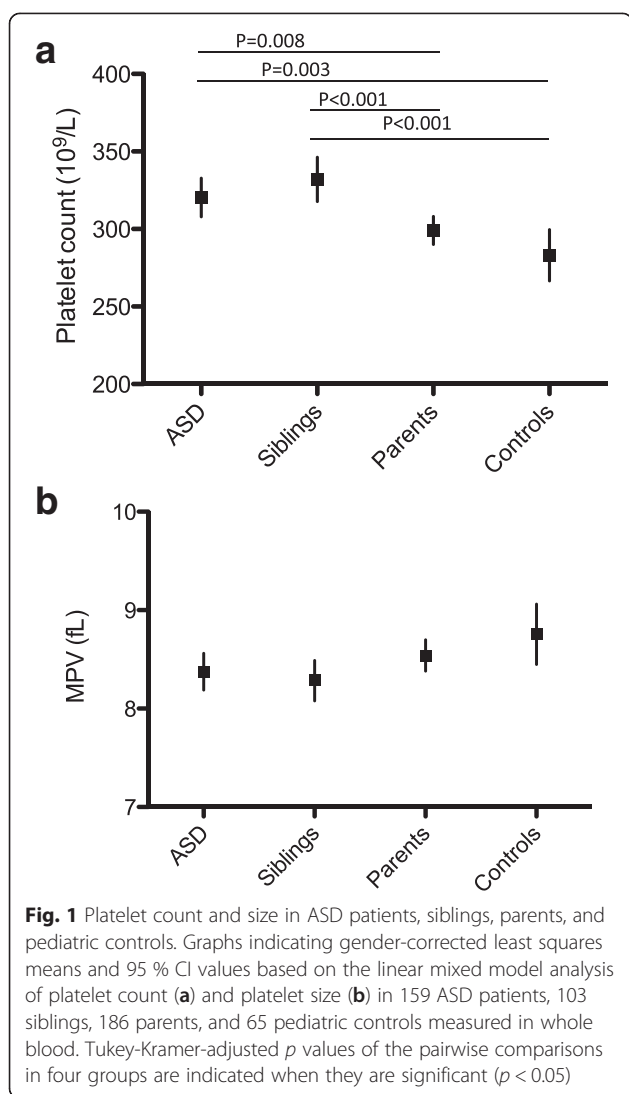 a
P=0.008
P=0.003
P<0.001
P<0.001
Platelet count (10⁹/L)
400
350
300
250
200
ASD
Siblings
Parents
Controls
b
MPV (fL)
10
9
8
7
ASD
Siblings
Parents
Controls
Fig. 1 Platelet count and size in ASD patients, siblings, parents, and
pediatric controls. Graphs indicating gender-corrected least squares
means and 95 % CI values based on the linear mixed model analysis
of platelet count (a) and platelet size (b) in 159 ASD patients, 103
siblings, 186 parents, and 65 pediatric controls measured in whole
blood. Tukey-Kramer-adjusted p values of the pairwise comparisons
in four groups are indicated when they are significant (p < 0.05)